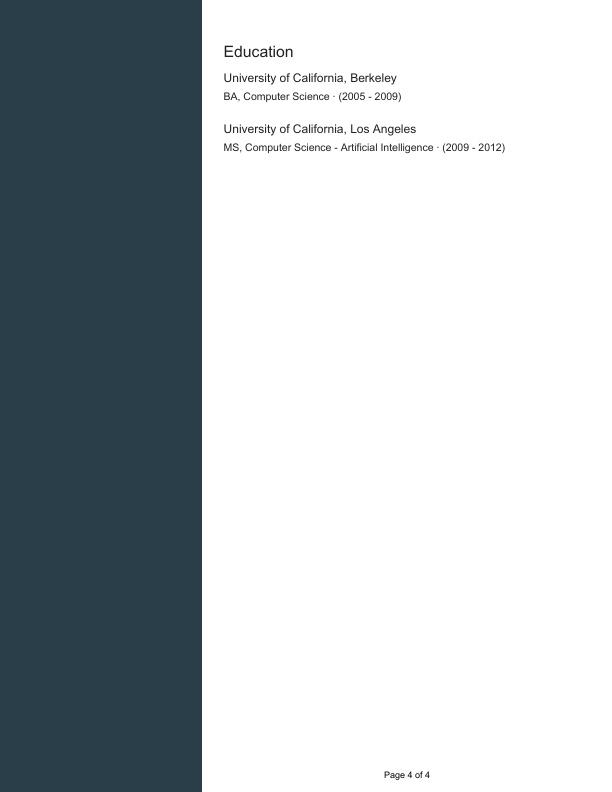 Education
University of California, Berkeley
BA, Computer Science · (2005 - 2009)
University of California, Los Angeles
MS, Computer Science - Artificial Intelligence · (2009 - 2012)
Page 4 of 4